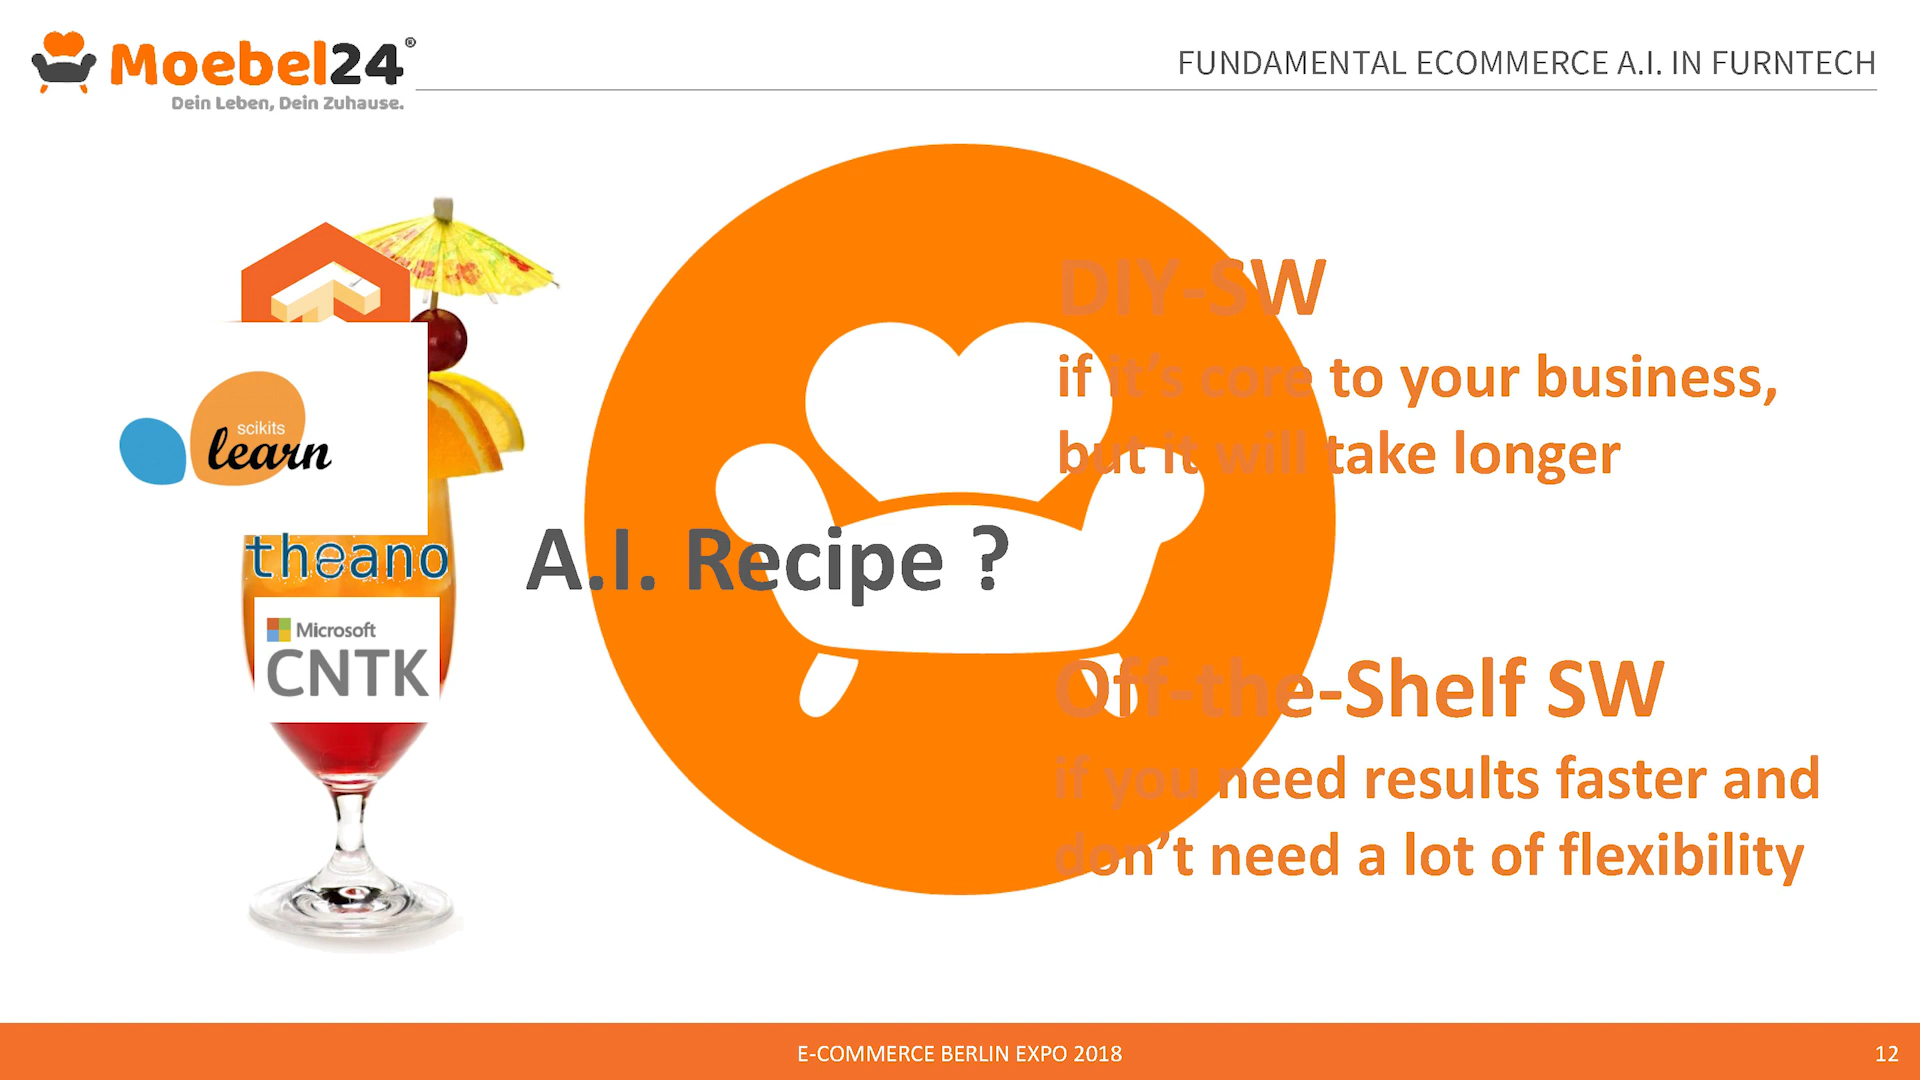 Moebel24®
Dein Leben, Dein Zuhause.
FUNDAMENTAL ECOMMERCE A.I. IN FURNTECH
scikits
learn
theano
Microsoft
CNTK
A.I. Recipe ?
DIY-SW
if it's core to your business,
but it will take longer
Off-the-Shelf SW
if you need results faster and
don't need a lot of flexibility
E-COMMERCE BERLIN EXPO 2018
12